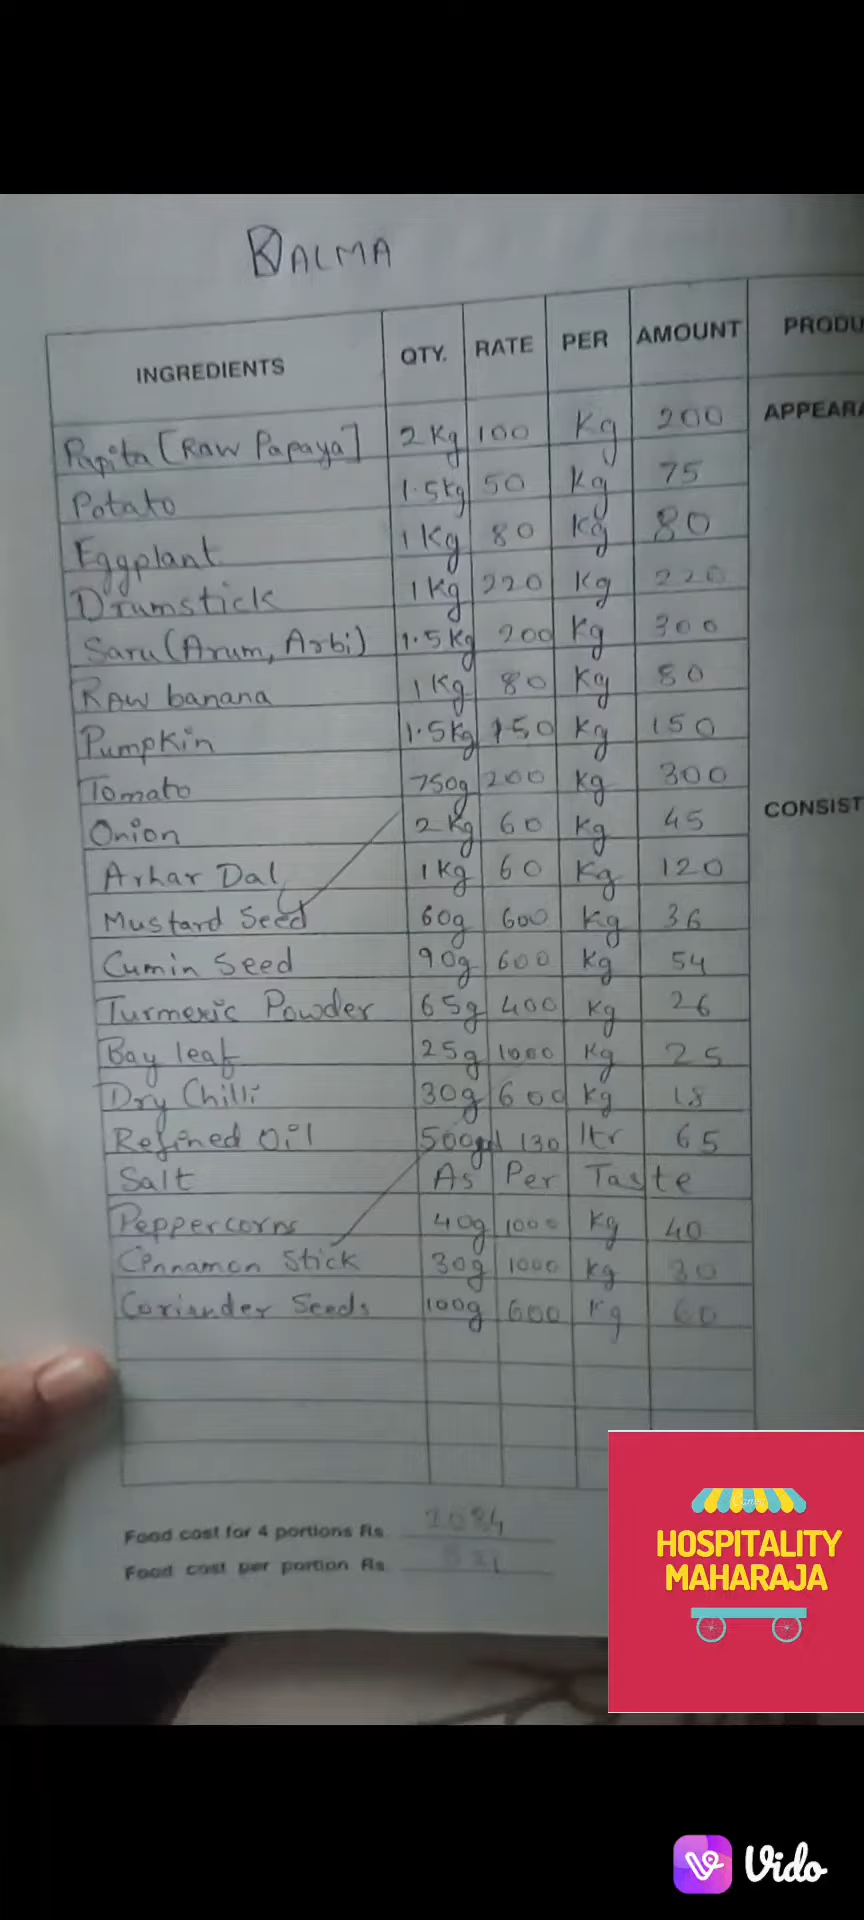 DALMA
INGREDIENTS QTY. RATE PER AMOUNT PRODU
APPEARA
Papita [Raw Papaya] 2 Kg 100 Kg 200
Potato 1.5Kg 50 Kg 75
Eggplant 1 Kg 80 Kg 80
Drumstick 1 Kg 220 Kg 220
Saru (Arum, Arbi) 1.5 Kg 200 Kg 300
Raw banana 1 Kg 80 Kg 80
Pumpkin 1.5Kg 150 Kg 150
Tomato 750g 200 Kg 300
CONSIST
Onion 2 Kg 60 Kg 45
Arhar Dal 1 Kg 60 Kg 120
Mustard Seed 60g 600 Kg 36
Cumin Seed 90g 600 Kg 54
Turmeric Powder 65g 400 Kg 26
Bay leaf 25g 1000 Kg 25
Dry Chilli 30g 600 Kg 18
Refined Oil 500ml 130 ltr 65
Salt As Per Taste
Peppercorns 40g 1000 Kg 40
Cinnamon Stick 30g 1000 Kg 30
Coriander Seeds 100g 600 Kg 60
Food cost for 4 portions Rs 2084
Food cost per portion Rs
HOSPITALITY
MAHARAJA
Vido